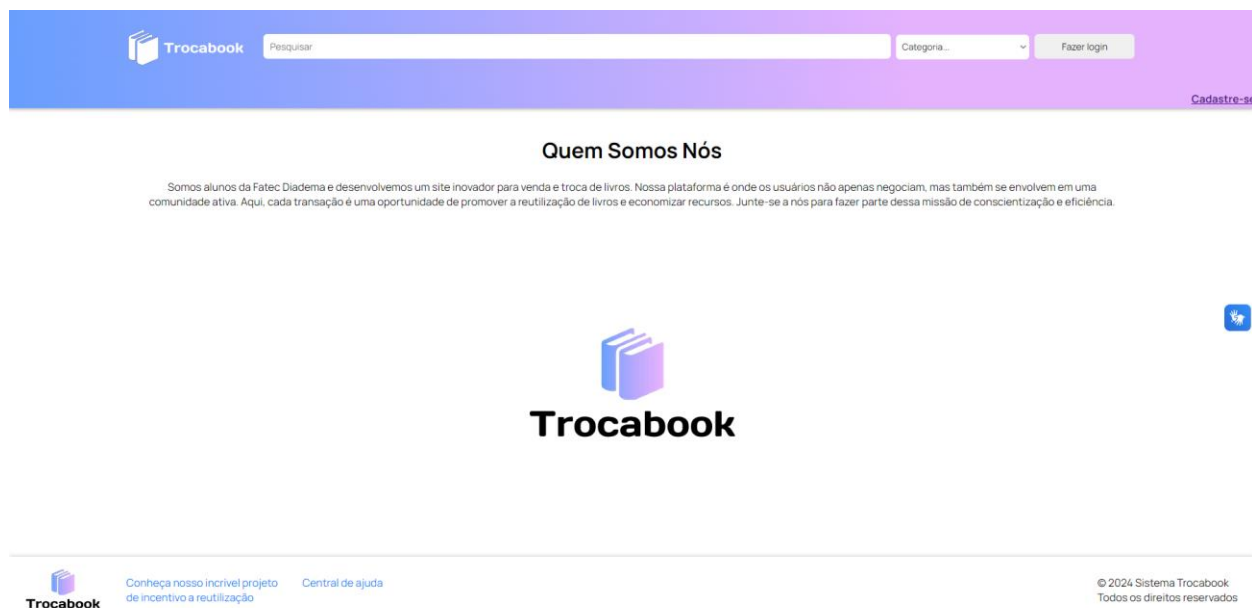 Trocabook
Pesquisar
Categoria...
Fazer login
Cadastre-se
Quem Somos Nós
Somos alunos da Fatec Diadema e desenvolvemos um site inovador para venda e troca de livros. Nossa plataforma é onde os usuários não apenas negociam, mas também se envolvem em uma
comunidade ativa. Aqui, cada transação é uma oportunidade de promover a reutilização de livros e economizar recursos. Junte-se a nós para fazer parte dessa missão de conscientização e eficiência.
Trocabook
Trocabook
Conheça nosso incrivel projeto
de incentivo a reutilização
Central de ajuda
© 2024 Sistema Trocabook
Todos os direitos reservados